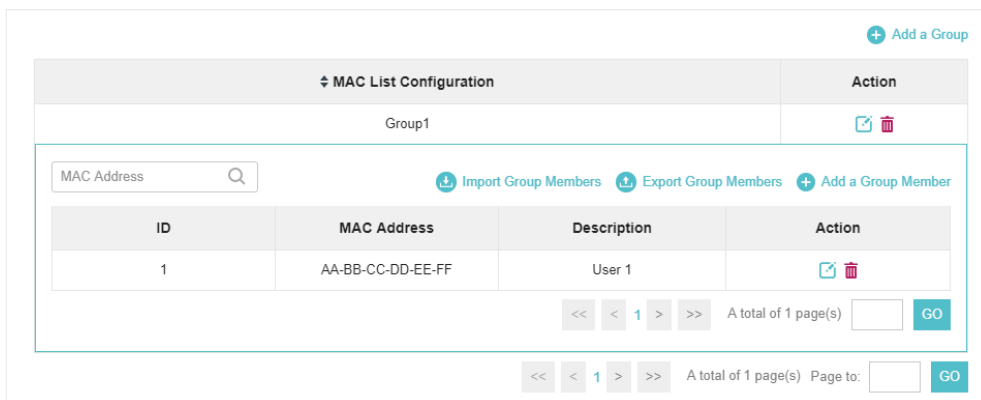 Add a Group
MAC List Configuration Action
Group1
MAC Address Import Group Members Export Group Members Add a Group Member
ID MAC Address Description Action
1 AA-BB-CC-DD-EE-FF User 1
<< < 1 > >> A total of 1 page(s) GO
<< < 1 > >> A total of 1 page(s) Page to: GO